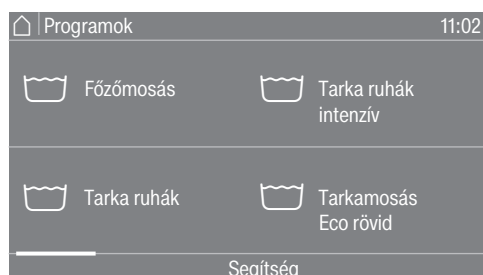 Programok 11:02
Főzőmosás
Tarka ruhák
intenzív
Tarka ruhák
Tarkamosás
Eco rövid
Segítség